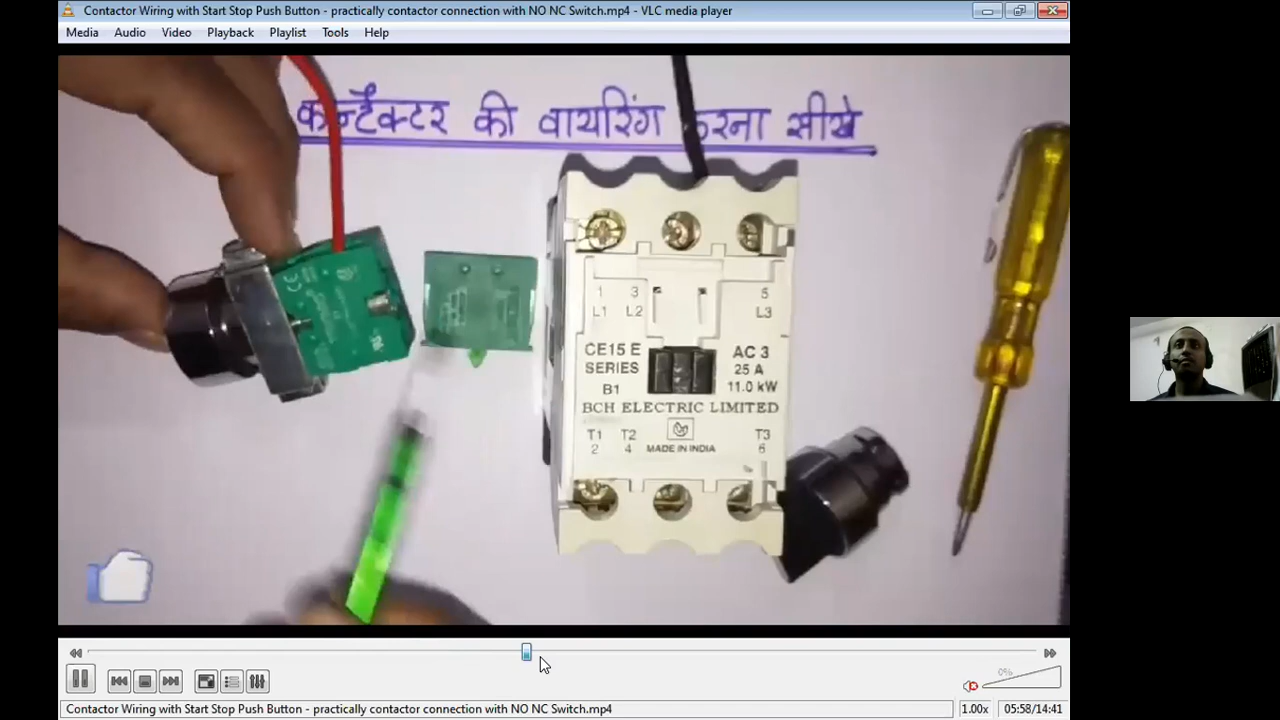 Contactor Wiring with Start Stop Push Button - practically contactor connection with NO NC Switch.mp4 - VLC media player
Media Audio Video Playback Playlist Tools Help
कान्टैक्टर की वायरिंग करना सीखे
1 3 5
L1 L2 L3
CE15 E AC 3
SERIES 25 A
B1 11.0 kW
BCH ELECTRIC LIMITED
T1 T2 T3
2 4 MADE IN INDIA 6
0%
Contactor Wiring with Start Stop Push Button - practically contactor connection with NO NC Switch.mp4 1.00x 05:58/14:41